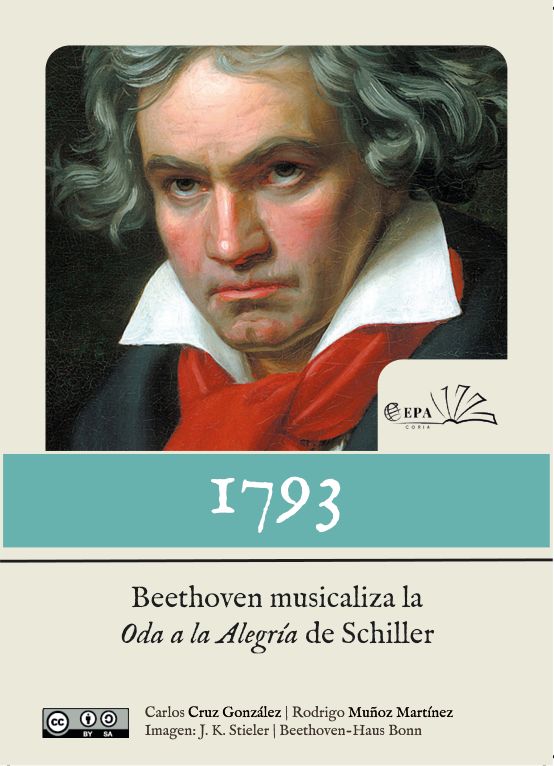 EPA
CORIA
1793
Beethoven musicaliza la
Oda a la Alegría de Schiller
Carlos Cruz González | Rodrigo Muñoz Martínez
Imagen: J. K. Stieler | Beethoven-Haus Bonn
cc
BY SA